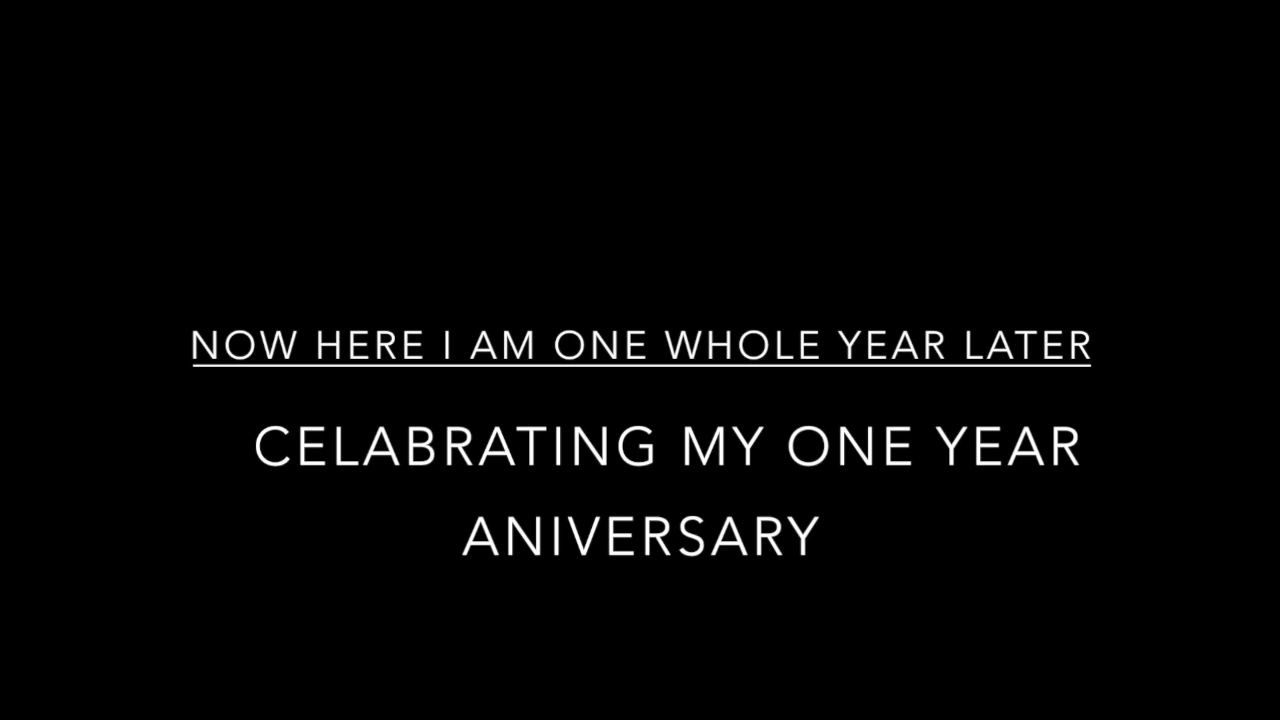 NOW HERE I AM ONE WHOLE YEAR LATER
CELABRATING MY ONE YEAR
ANIVERSARY